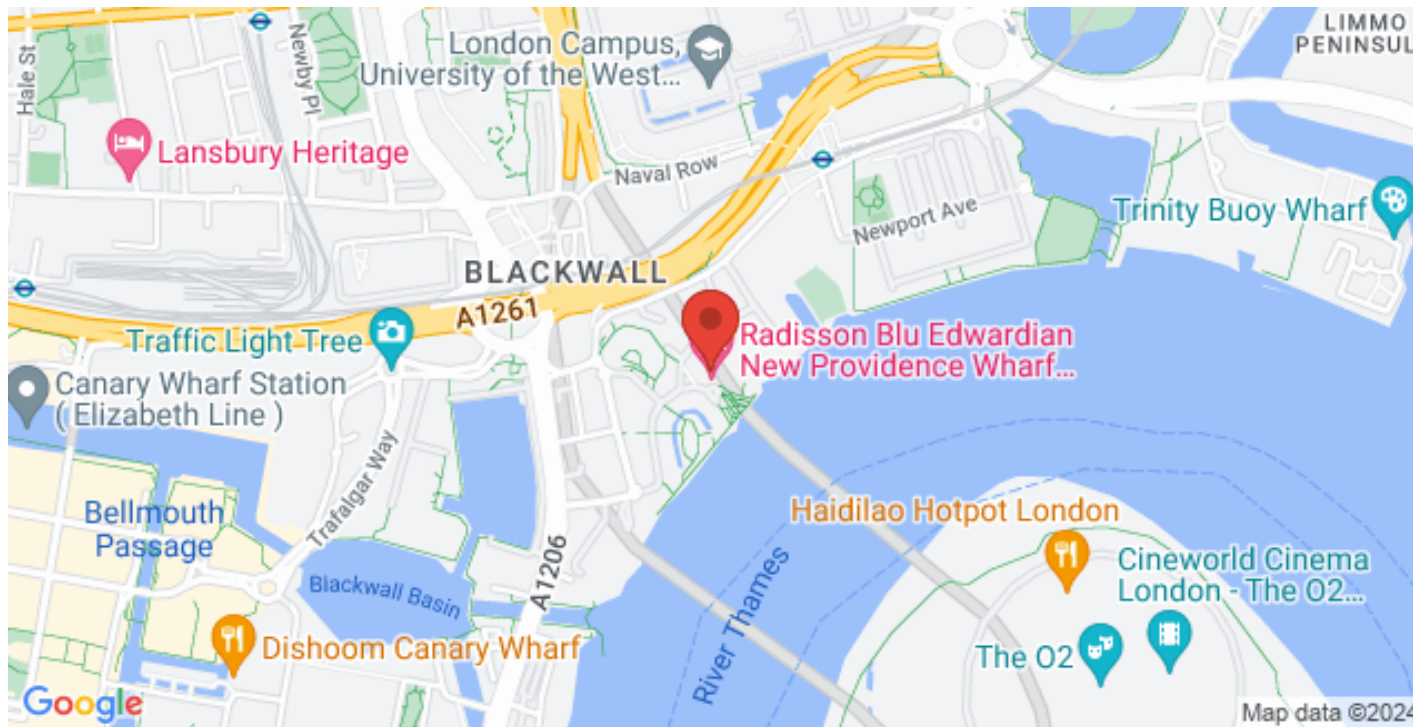 LIMMO
PENINSUL
Hale St
Newby Pl
London Campus,
University of the West...
Lansbury Heritage
Naval Row
Newport Ave
Trinity Buoy Wharf
BLACKWALL
A1261
Traffic Light Tree
Radisson Blu Edwardian
New Providence Wharf...
Canary Wharf Station
( Elizabeth Line )
Trafalgar Way
Bellmouth
Passage
Haidilao Hotpot London
Cineworld Cinema
London - The O2...
Blackwall Basin
A1206
River Thames
Dishoom Canary Wharf
The O2
Google
Map data ©2024